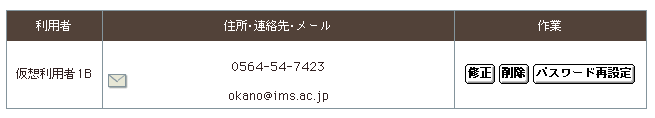 利用者 住所・連絡先・メール 作業
仮想利用者1B 0564-54-7423 修正 削除 パスワード再設定
okano@ims.ac.jp